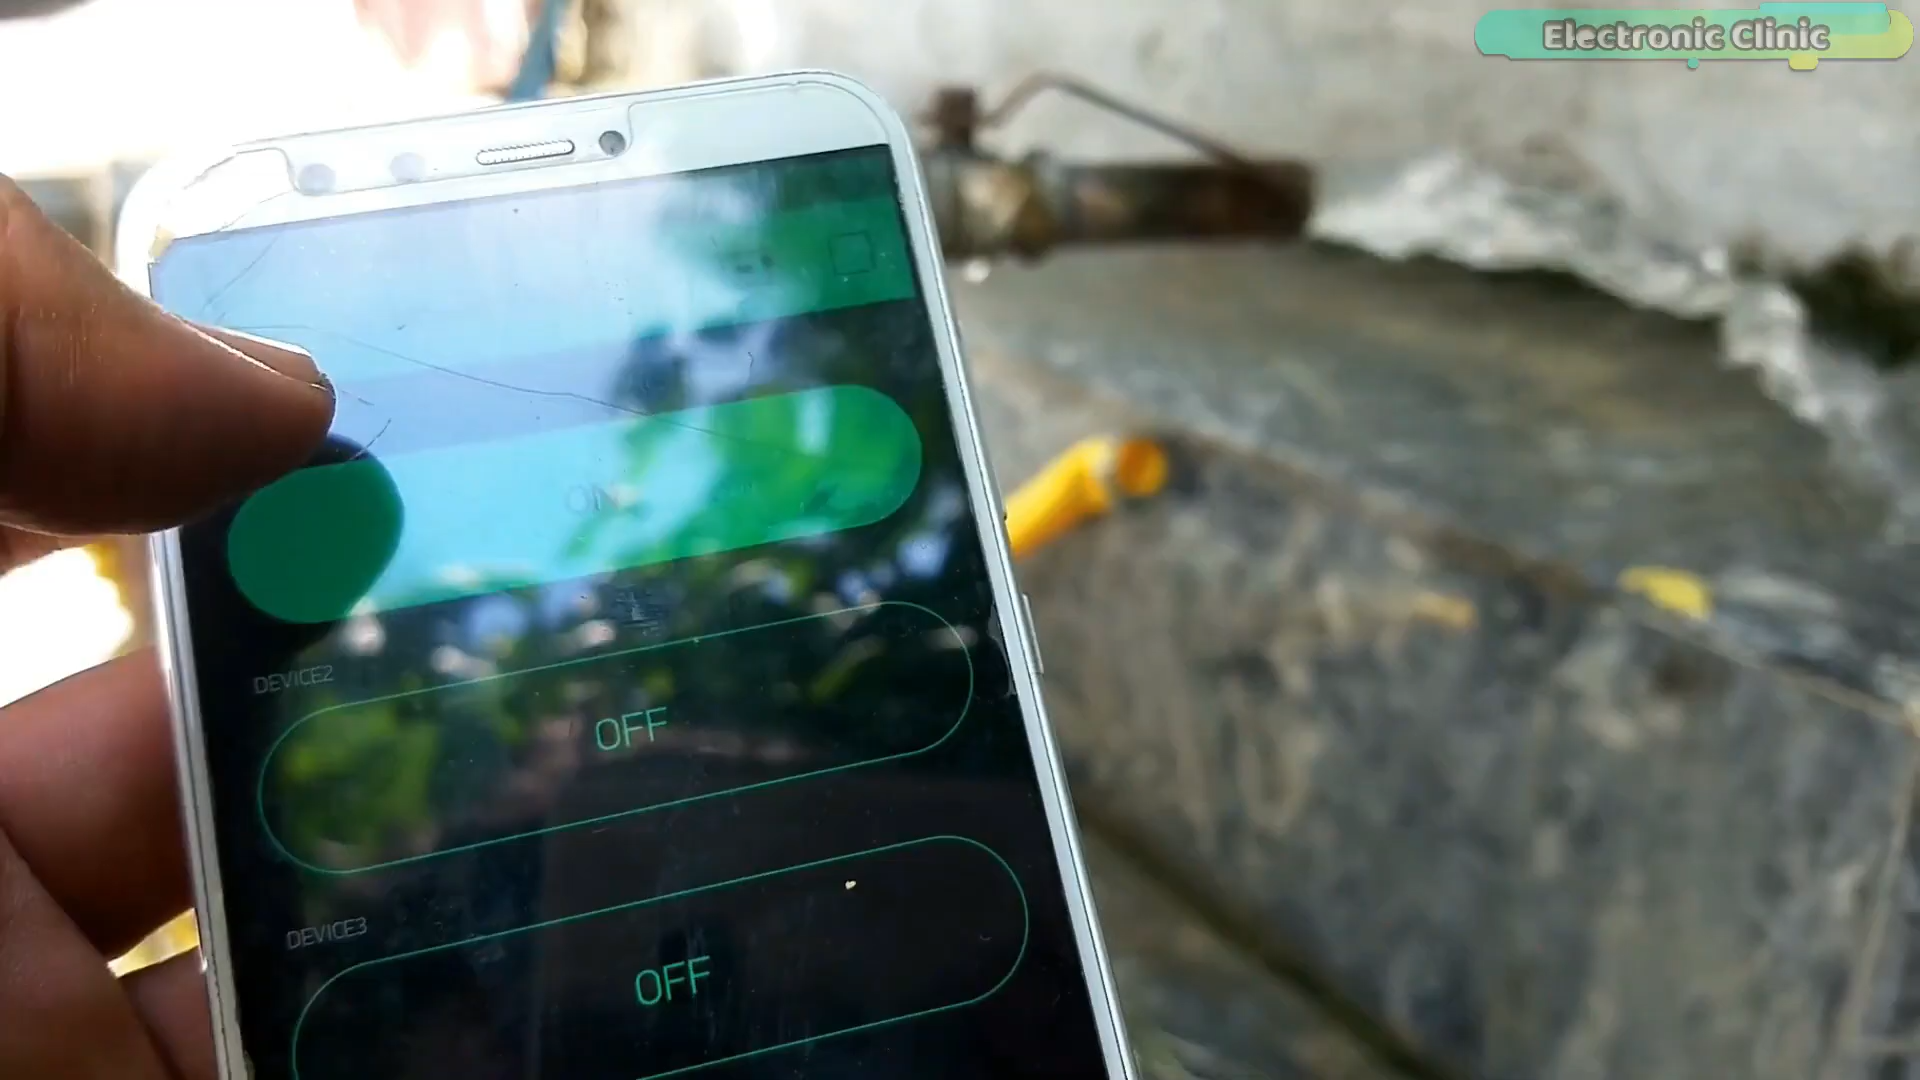 Electronic Clinic
ON
DEVICE2
OFF
DEVICE3
OFF